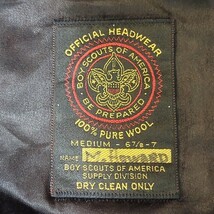 OFFICIAL HEADWEAR
BOY SCOUTS OF AMERICA
BE PREPARED
100% PURE WOOL
MEDIUM - 6⅞-7
NAME
BOY SCOUTS OF AMERICA
SUPPLY DIVISION
DRY CLEAN ONLY